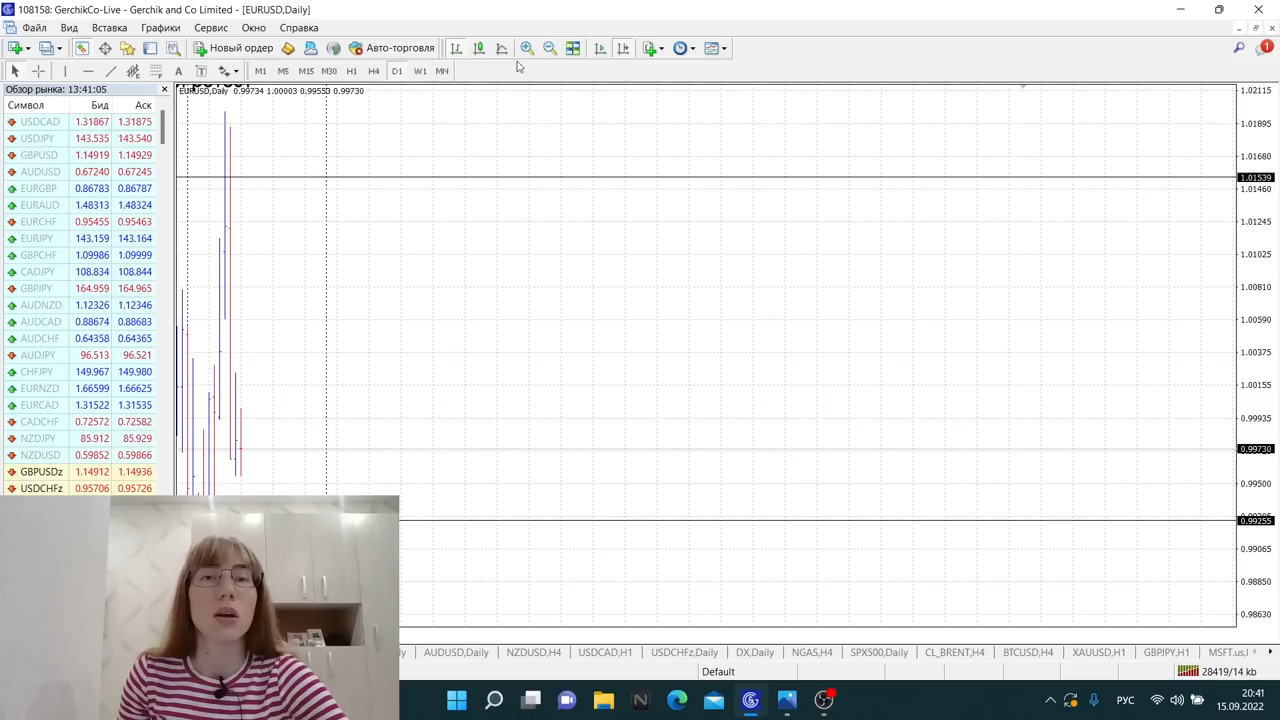 108158: GerchikCo-Live - Gerchik and Co Limited - [EURUSD,Daily]
Файл Вид Вставка Графики Сервис Окно Справка
Новый ордер Авто-торговля 1
A T M1 M5 M15 M30 H1 H4 D1 W1 MN
Обзор рынка: 13:41:05
Символ Бид Аск
USDCAD 1.31867 1.31875
USDJPY 143.535 143.540
GBPUSD 1.14919 1.14929
AUDUSD 0.67240 0.67245
EURGBP 0.86783 0.86787
EURAUD 1.48313 1.48324
EURCHF 0.95455 0.95463
EURJPY 143.159 143.164
GBPCHF 1.09986 1.09999
CADJPY 108.834 108.844
GBPJPY 164.959 164.965
AUDNZD 1.12326 1.12346
AUDCAD 0.88674 0.88683
AUDCHF 0.64358 0.64365
AUDJPY 96.513 96.521
CHFJPY 149.967 149.980
EURNZD 1.66599 1.66625
EURCAD 1.31522 1.31535
CADCHF 0.72572 0.72582
NZDJPY 85.912 85.929
NZDUSD 0.59852 0.59866
GBPUSDz 1.14912 1.14936
USDCHFz 0.95706 0.95726
EURUSD,Daily 0.99734 1.00003 0.99553 0.99730
1.02115
1.01895
1.01680
1.01539
1.01460
1.01245
1.01025
1.00810
1.00590
1.00375
1.00155
0.99935
0.99730
0.99500
0.99255
0.99065
0.98850
0.98630
AUDUSD,Daily NZDUSD,H4 USDCAD,H1 USDCHFz,Daily DX,Daily NGAS,H4 SPX500,Daily CL_BRENT,H4 BTCUSD,H4 XAUUSD,H1 GBPJPY,H1 MSFT.us,
Default 28419/14 kb
РУС
20:41
15.09.2022